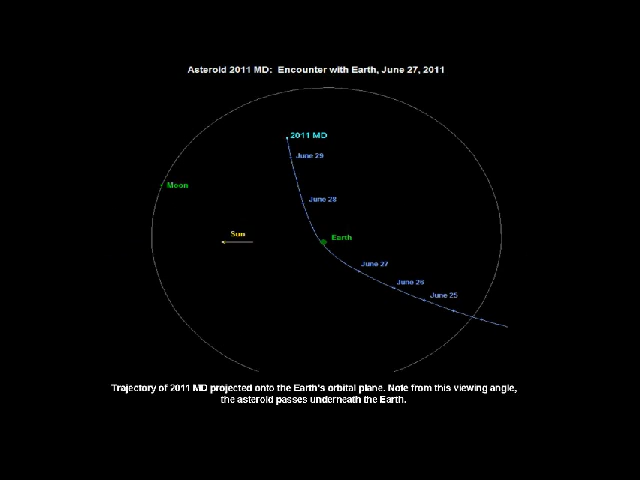 Asteroid 2011 MD: Encounter with Earth, June 27, 2011
2011 MD
June 29
Moon
June 28
Sun
Earth
June 27
June 26
June 25
Trajectory of 2011 MD projected onto the Earth's orbital plane. Note from this viewing angle,
the asteroid passes underneath the Earth.